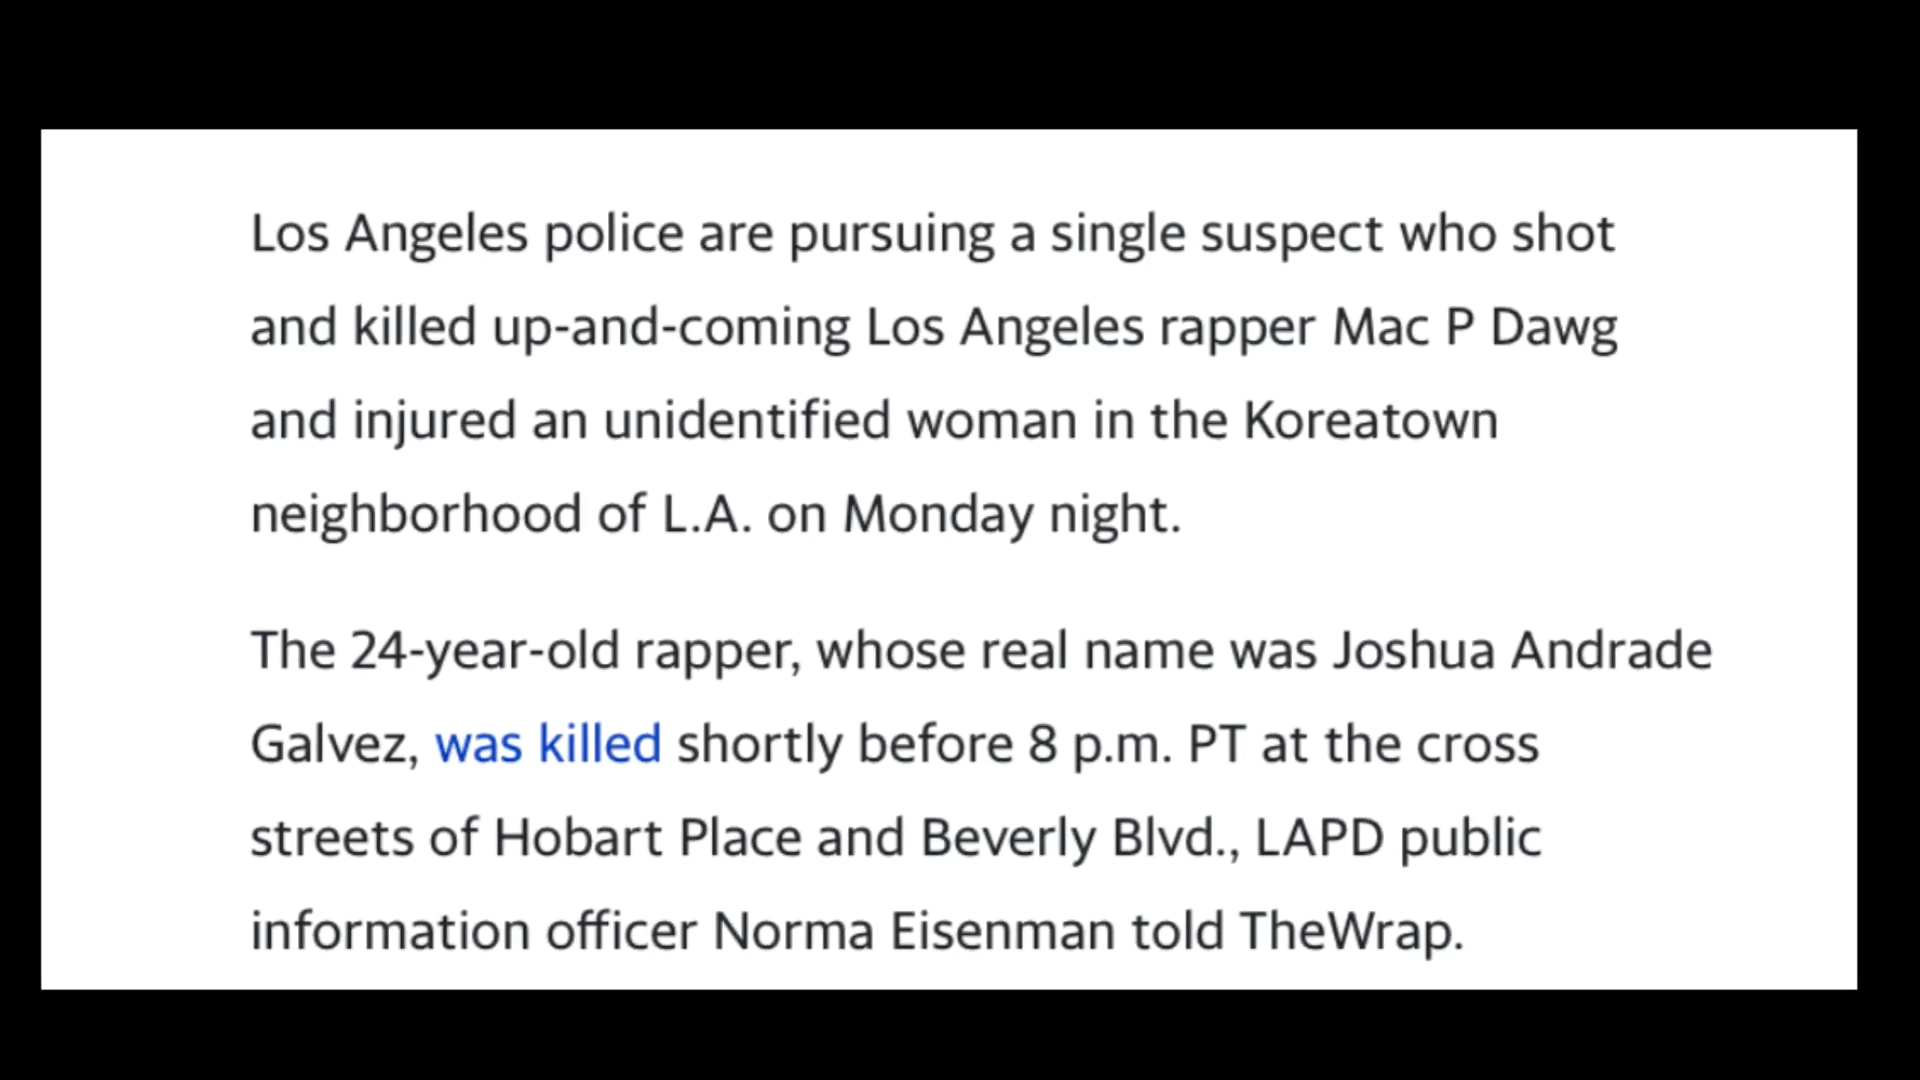 Los Angeles police are pursuing a single suspect who shot
and killed up-and-coming Los Angeles rapper Mac P Dawg
and injured an unidentified woman in the Koreatown
neighborhood of L.A. on Monday night.
The 24-year-old rapper, whose real name was Joshua Andrade
Galvez, was killed shortly before 8 p.m. PT at the cross
streets of Hobart Place and Beverly Blvd., LAPD public
information officer Norma Eisenman told TheWrap.